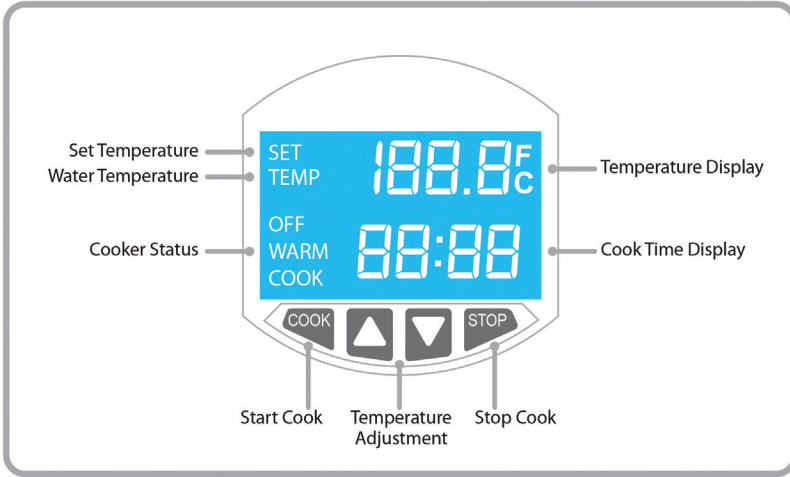 Set Temperature
Water Temperature
Cooker Status
SET
TEMP
OFF
WARM
COOK
188.8
F
C
88:88
Temperature Display
Cook Time Display
COOK
STOP
Start Cook
Temperature
Adjustment
Stop Cook